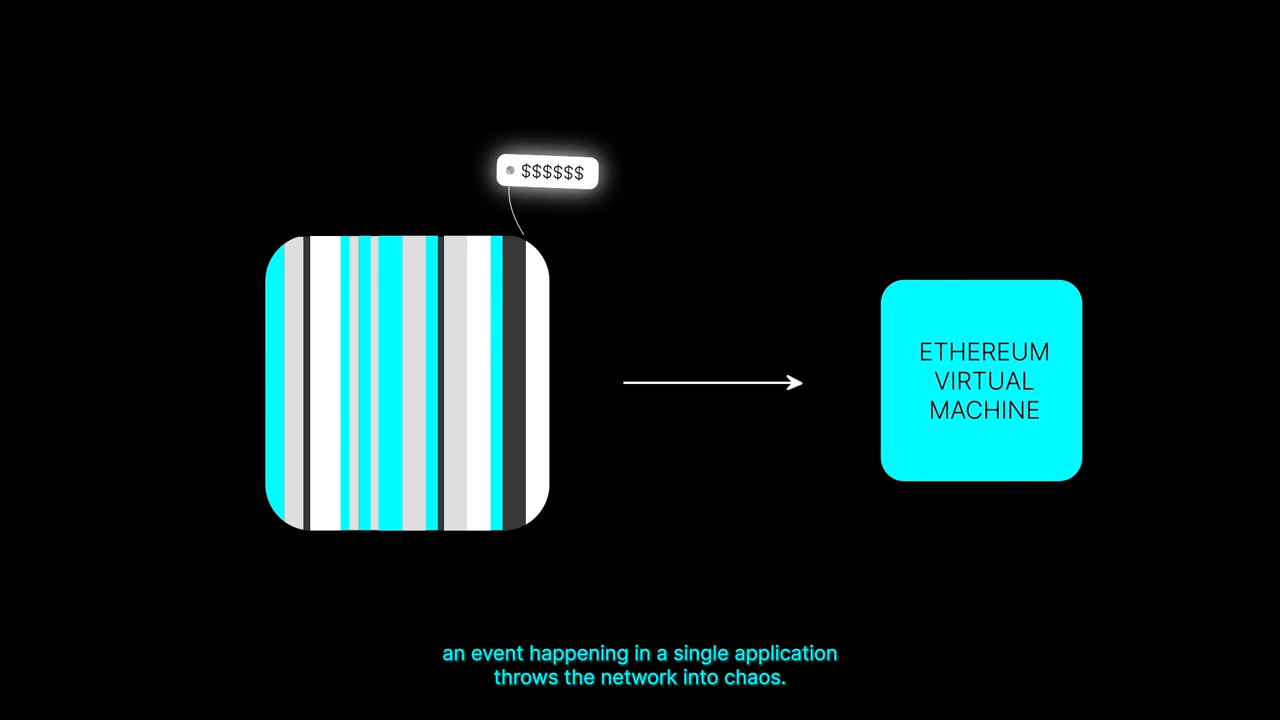 $$$$$$
ETHEREUM
VIRTUAL
MACHINE
an event happening in a single application
throws the network into chaos.